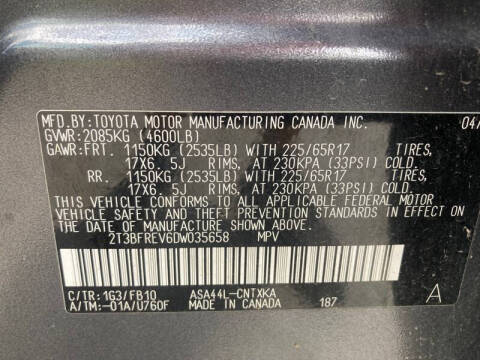 MFD.BY:TOYOTA MOTOR MANUFACTURING CANADA INC. 04/
GVWR:2085KG (4600LB)
GAWR:FRT. 1150KG (2535LB) WITH 225/65R17 TIRES,
17X6.5J RIMS, AT 230KPA (33PSI) COLD.
RR. 1150KG (2535LB) WITH 225/65R17 TIRES,
17X6.5J RIMS, AT 230KPA (33PSI) COLD.
THIS VEHICLE CONFORMS TO ALL APPLICABLE FEDERAL MOTOR
VEHICLE SAFETY AND THEFT PREVENTION STANDARDS IN EFFECT
ON THE DATE OF MANUFACTURE SHOWN ABOVE.
2T3BFREV6DW035658 MPV
C/TR:1G3/FB10 ASA44L-CNTXKA
A/TM:-01A/U760F MADE IN CANADA 187 A